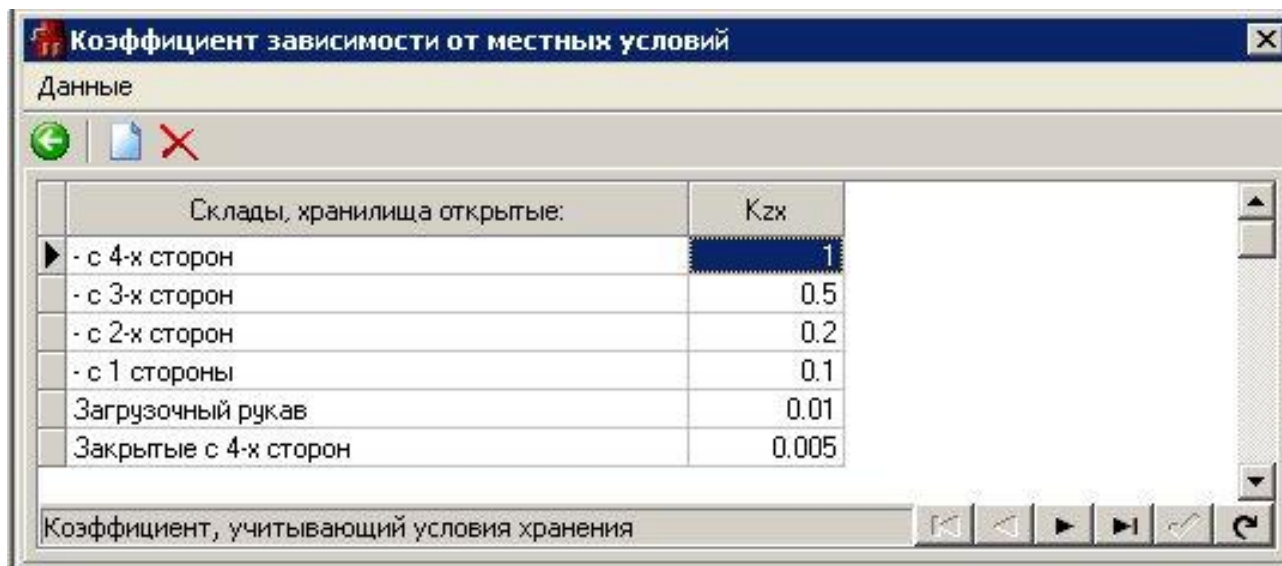 Коэффициент зависимости от местных условий
Данные
Склады, хранилища открытые: Kzx
- с 4-х сторон 1
- с 3-х сторон 0.5
- с 2-х сторон 0.2
- с 1 стороны 0.1
Загрузочный рукав 0.01
Закрытые с 4-х сторон 0.005
Коэффициент, учитывающий условия хранения